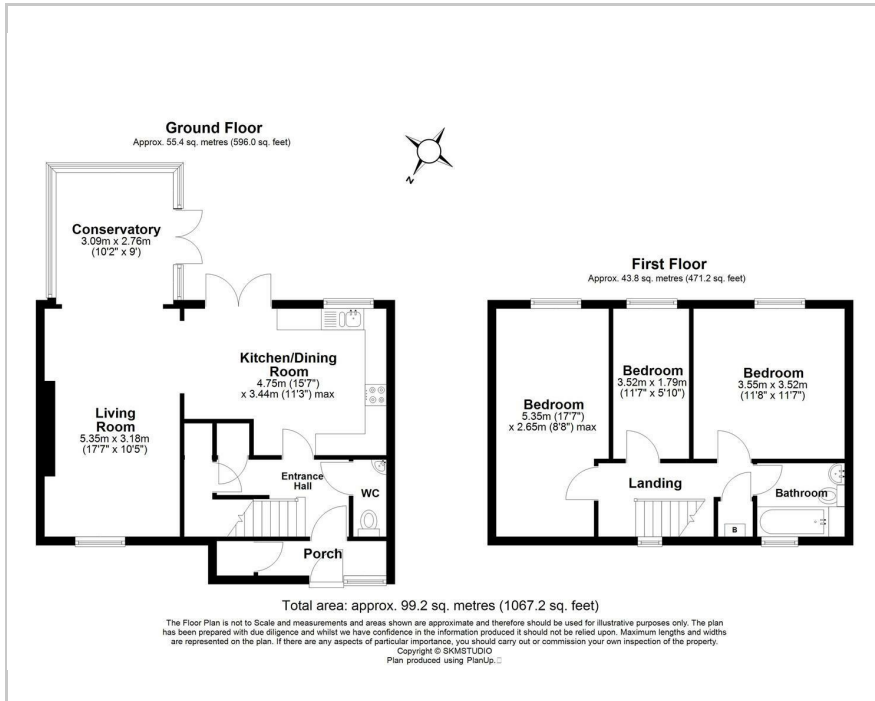 Ground Floor
Approx. 55.4 sq. metres (596.0 sq. feet)
N
Conservatory
3.09m x 2.76m
(10'2" x 9')
Kitchen/Dining
Room
4.75m (15'7")
x 3.44m (11'3") max
Living
Room
5.35m x 3.18m
(17'7" x 10'5")
Entrance
Hall
WC
Porch
First Floor
Approx. 43.8 sq. metres (471.2 sq. feet)
Bedroom
5.35m (17'7")
x 2.65m (8'8") max
Bedroom
3.52m x 1.79m
(11'7" x 5'10")
Bedroom
3.55m x 3.52m
(11'8" x 11'7")
Landing
Bathroom
B
Total area: approx. 99.2 sq. metres (1067.2 sq. feet)
The Floor Plan is not to Scale and measurements and areas shown are approximate and therefore should be used for illustrative purposes only. The plan
has been prepared with due diligence and whilst we have confidence in the information produced it should not be relied upon. Maximum lengths and widths
are represented on the plan. If there are any aspects of particular importance, you should carry out or commission your own inspection of the property.
Copyright © SKMSTUDIO
Plan produced using PlanUp.